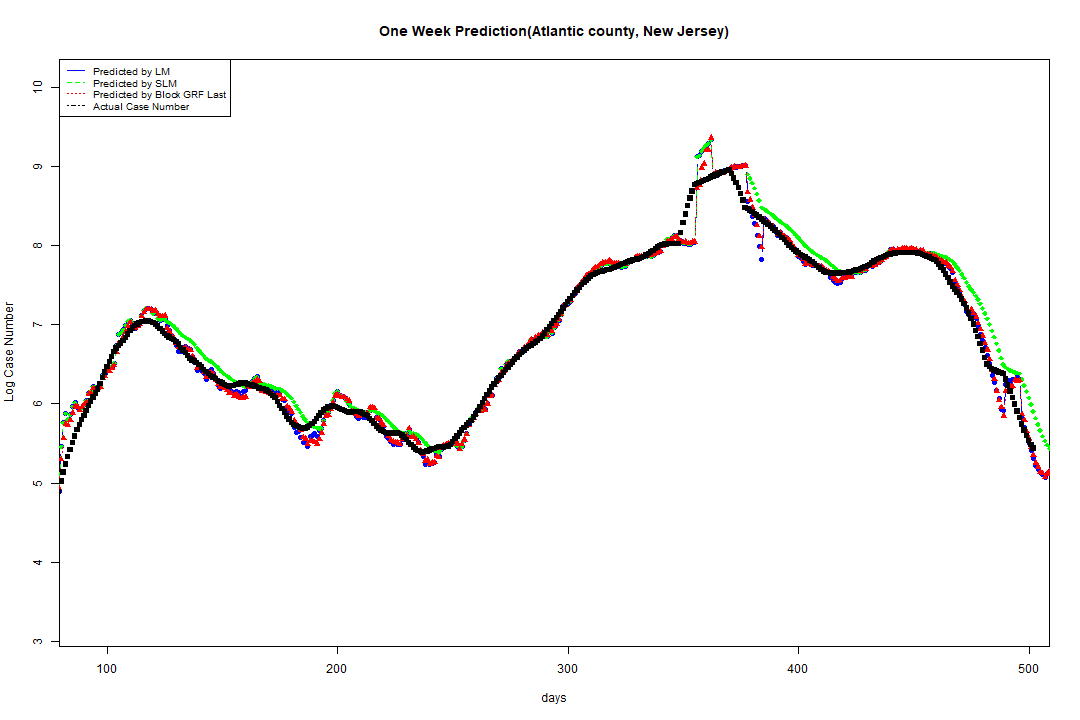 One Week Prediction(Atlantic county, New Jersey)
Predicted by LM
Predicted by SLM
Predicted by Block GRF Last
Actual Case Number
Log Case Number
10
9
8
7
6
5
4
3
100 200 300 400 500
days